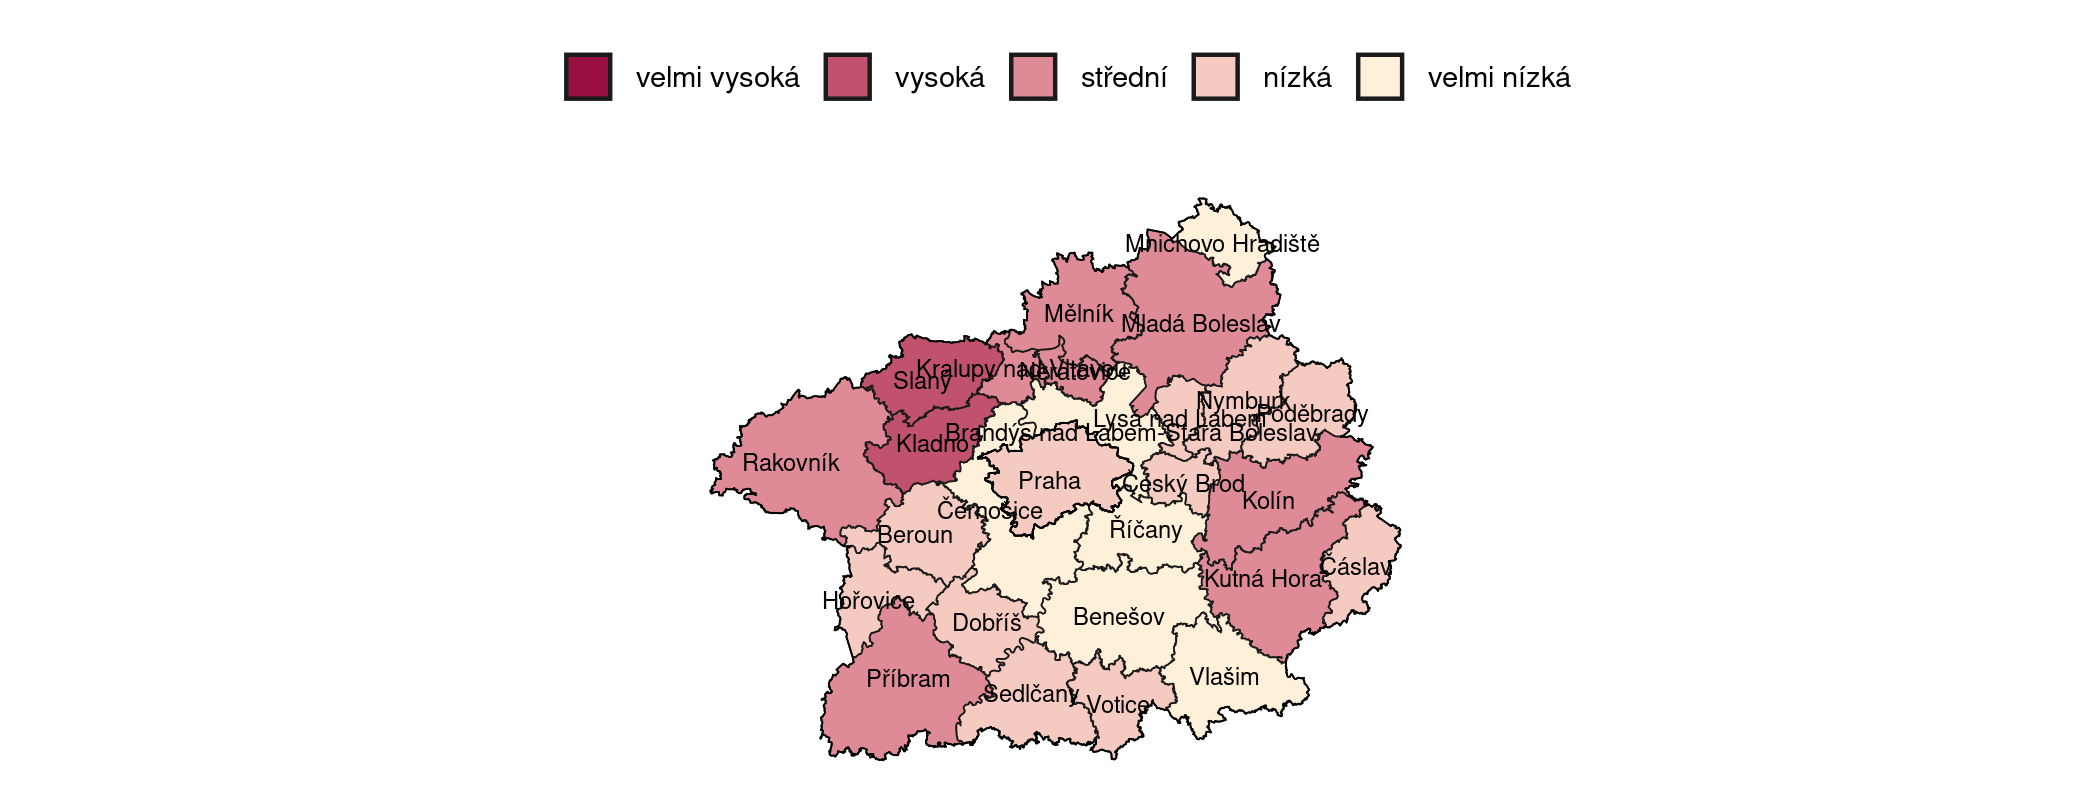 velmi vysoká
vysoká
střední
nízká
velmi nízká
Mnichovo Hradiště
Mělník
Mladá Boleslav
Kralupy nad Vltavou
Neratovice
Slaný
Nymburk
Poděbrady
Lysá nad Labem
Brandýs nad Labem-Stará Boleslav
Kladno
Rakovník
Praha
Český Brod
Kolín
Černošice
Říčany
Beroun
Čáslav
Kutná Hora
Hořovice
Benešov
Dobříš
Vlašim
Příbram
Sedlčany
Votice